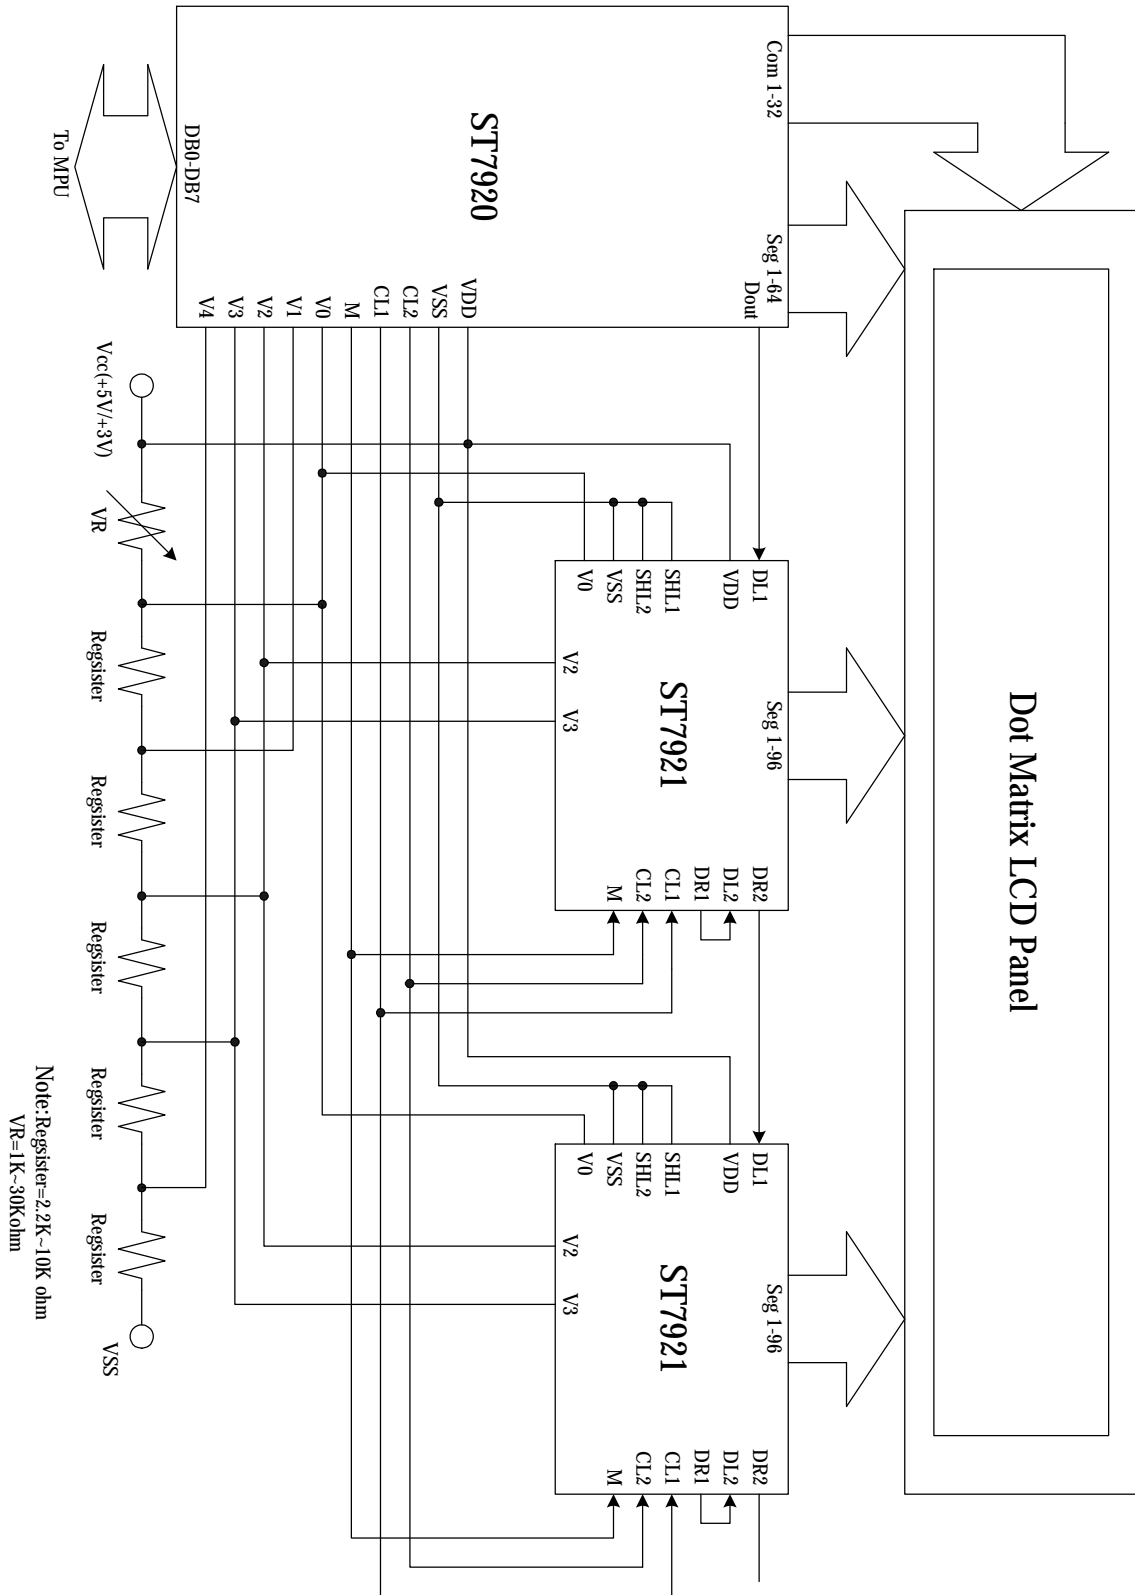 Dot Matrix LCD Panel
Com 1-32
Seg 1-64
Dout
ST7920
DB0-DB7
To MPU
VDD
VSS
CL2
CL1
M
V0
V1
V2
V3
V4
Seg 1-96
DL1
VDD
SHL1
SHL2
VSS
V0
ST7921
V2
V3
DR2
DL2
DR1
CL1
CL2
M
Seg 1-96
DL1
VDD
SHL1
SHL2
VSS
V0
ST7921
V2
V3
DR2
DL2
DR1
CL1
CL2
M
Vcc(+5V/+3V)
VR
Regsister
Regsister
Regsister
Regsister
Regsister
VSS
Note:Regsister=2.2K~10K ohm
VR=1K~30Kohm